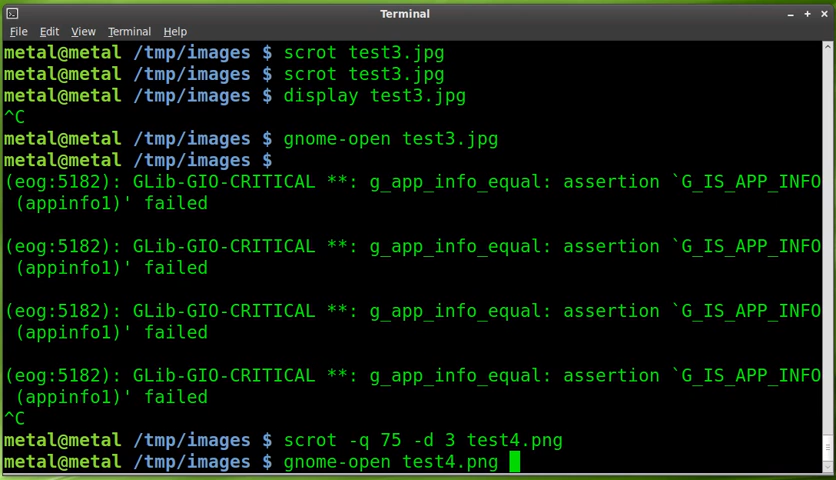 Terminal
File Edit View Terminal Help
metal@metal /tmp/images $ scrot test3.jpg
metal@metal /tmp/images $ scrot test3.jpg
metal@metal /tmp/images $ display test3.jpg
^C
metal@metal /tmp/images $ gnome-open test3.jpg
metal@metal /tmp/images $
(eog:5182): GLib-GIO-CRITICAL **: g_app_info_equal: assertion `G_IS_APP_INFO
(appinfo1)' failed
(eog:5182): GLib-GIO-CRITICAL **: g_app_info_equal: assertion `G_IS_APP_INFO
(appinfo1)' failed
(eog:5182): GLib-GIO-CRITICAL **: g_app_info_equal: assertion `G_IS_APP_INFO
(appinfo1)' failed
(eog:5182): GLib-GIO-CRITICAL **: g_app_info_equal: assertion `G_IS_APP_INFO
(appinfo1)' failed
^C
metal@metal /tmp/images $ scrot -q 75 -d 3 test4.png
metal@metal /tmp/images $ gnome-open test4.png